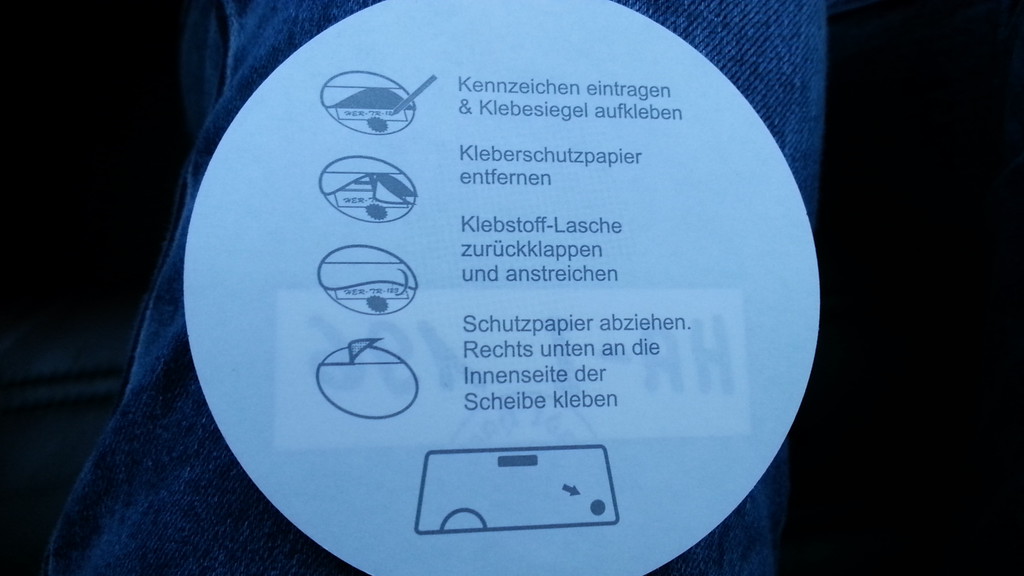 Kennzeichen eintragen
& Klebesiegel aufkleben
Kleberschutzpapier
entfernen
Klebstoff-Lasche
zurückklappen
und anstreichen
Schutzpapier abziehen.
Rechts unten an die
Innenseite der
Scheibe kleben